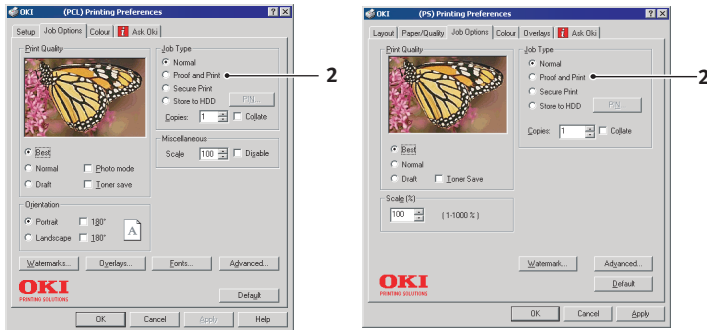 OKI (PCL) Printing Preferences
Setup Job Options Colour Ask Oki
Print Quality
Best
Normal Photo mode
Draft Toner save
Orientation
Portrait 180°
Landscape 180°
A
Job Type
Normal
Proof and Print
2
Secure Print
Store to HDD PIN...
Copies: 1 Collate
Miscellaneous
Scale 100 Disable
Watermarks... Overlays... Fonts... Advanced...
OKI
PRINTING SOLUTIONS
Default
OK Cancel Apply Help
OKI (PS) Printing Preferences
Layout Paper/Quality Job Options Colour Overlays Ask Oki
Print Quality
Best
Normal
Draft Toner Save
Scale (%)
100 (1-1000 %)
Job Type
Normal
Proof and Print
2
Secure Print
Store to HDD PIN...
Copies: 1 Collate
Watermark... Advanced...
OKI
PRINTING SOLUTIONS
Default
OK Cancel Apply